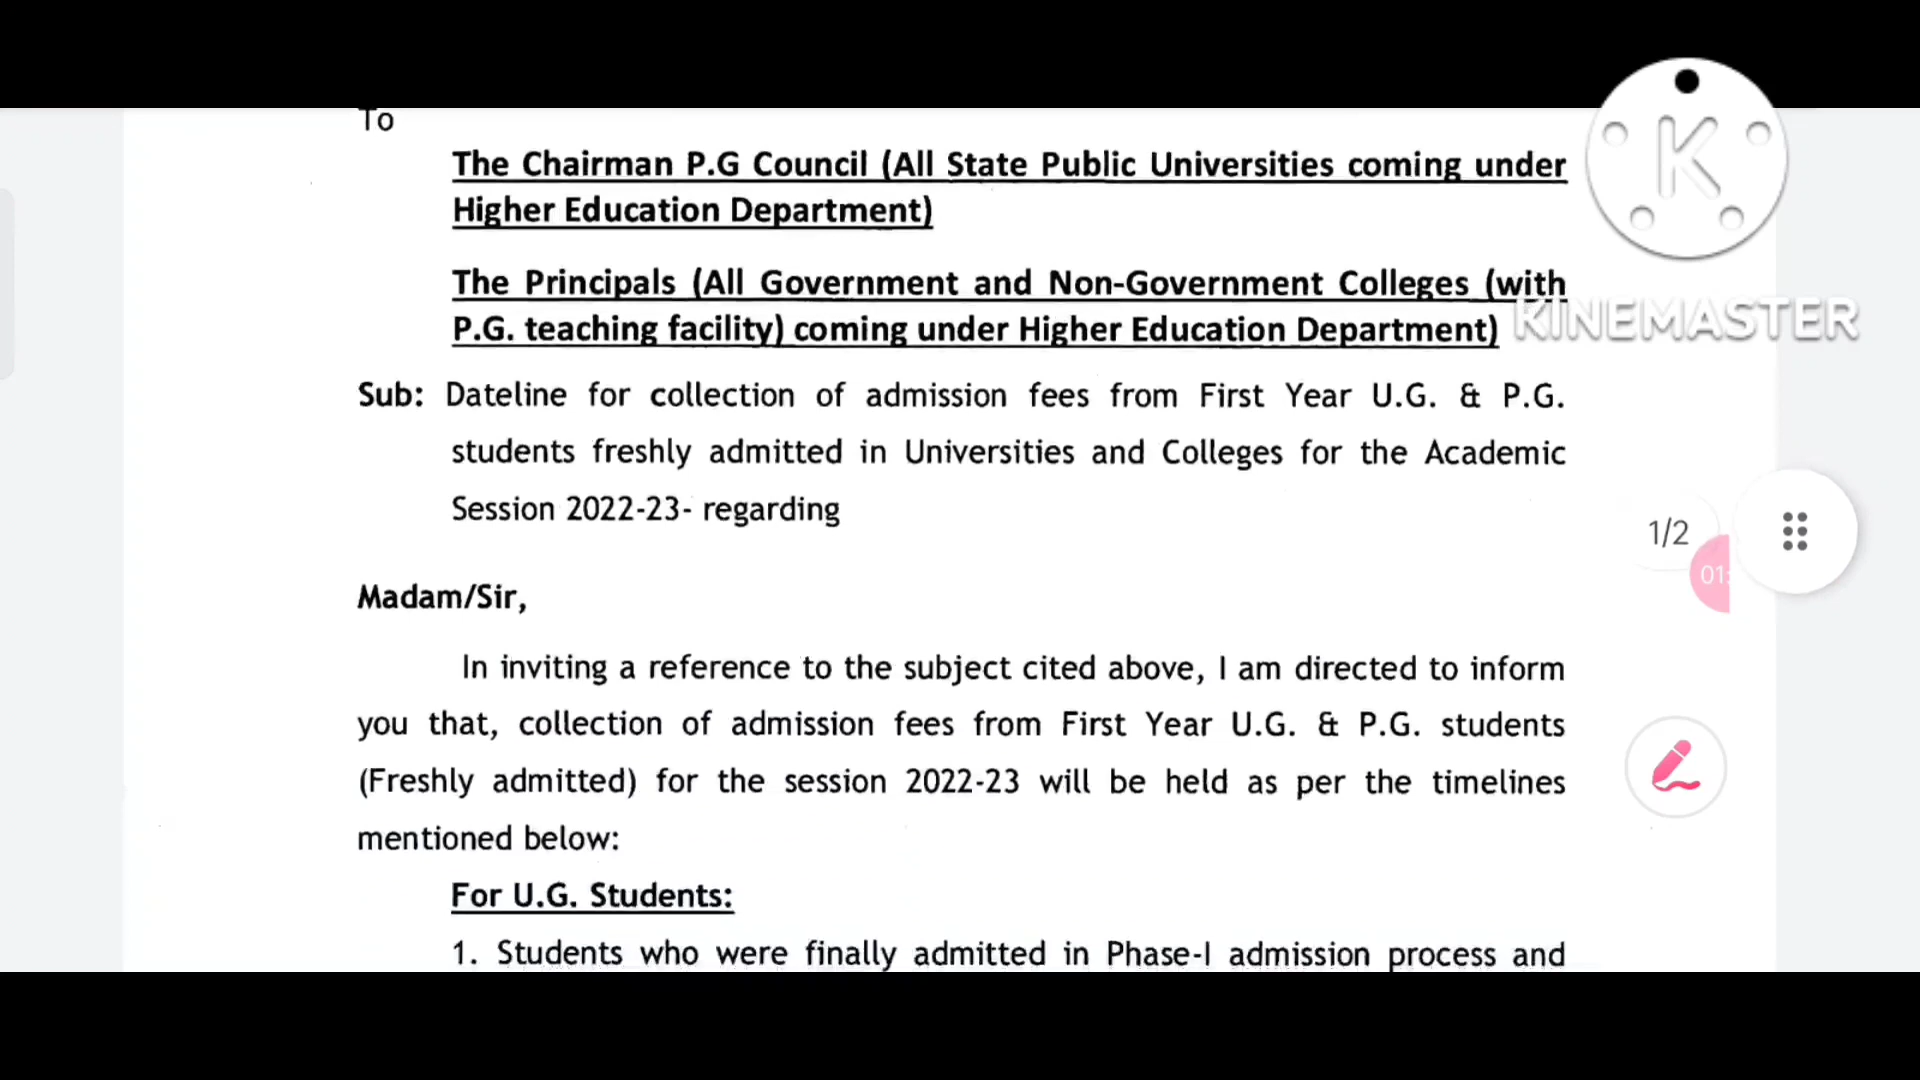 To
The Chairman P.G Council (All State Public Universities coming under
Higher Education Department)
The Principals (All Government and Non-Government Colleges (with
P.G. teaching facility) coming under Higher Education Department)
KINEMASTER
Sub: Dateline for collection of admission fees from First Year U.G. & P.G.
students freshly admitted in Universities and Colleges for the Academic
Session 2022-23- regarding
1/2
01:
Madam/Sir,
In inviting a reference to the subject cited above, I am directed to inform
you that, collection of admission fees from First Year U.G. & P.G. students
(Freshly admitted) for the session 2022-23 will be held as per the timelines
mentioned below:
For U.G. Students:
1. Students who were finally admitted in Phase-I admission process and